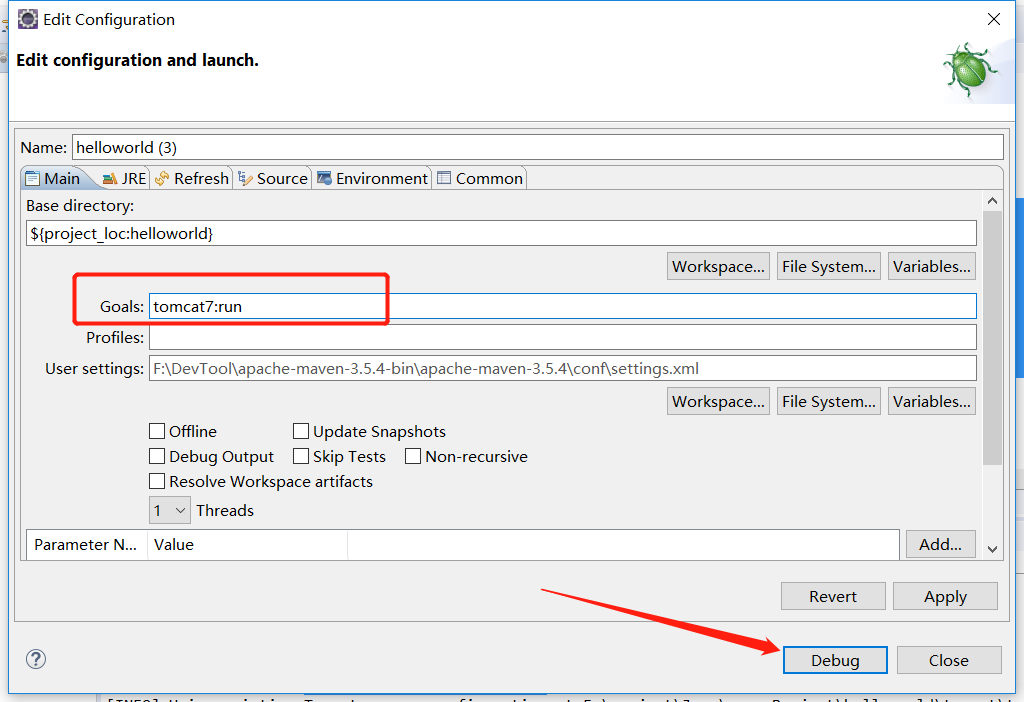 Edit Configuration
Edit configuration and launch.
Name: helloworld (3)
Main JRE Refresh Source Environment Common
Base directory:
${project_loc:helloworld}
Workspace... File System... Variables...
Goals: tomcat7:run
Profiles:
User settings: F:\DevTool\apache-maven-3.5.4-bin\apache-maven-3.5.4\conf\settings.xml
Workspace... File System... Variables...
Offline Update Snapshots
Debug Output Skip Tests Non-recursive
Resolve Workspace artifacts
1 Threads
Parameter N... Value Add...
Revert Apply
? Debug Close